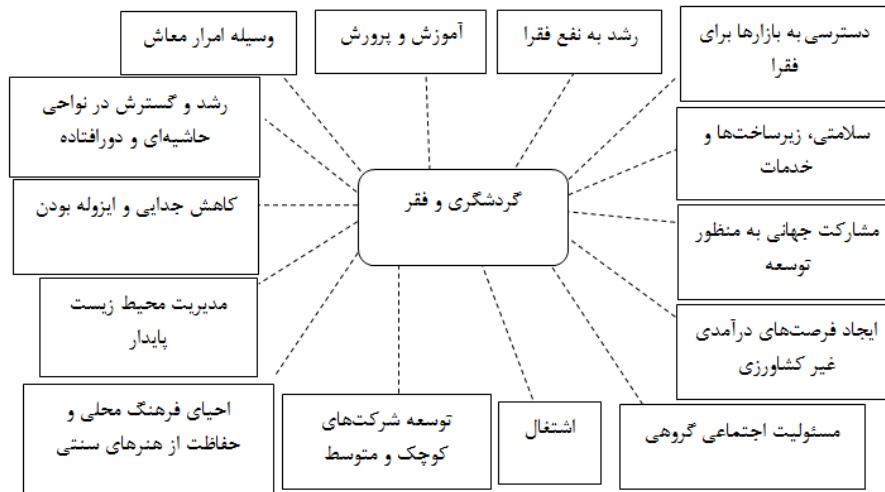 وسیله امرار معاش
آموزش و پرورش
رشد به نفع فقرا
دسترسی به بازارها برای
فقرا
رشد و گسترش در نواحی
حاشیه‌ای و دورافتاده
سلامتی، زیرساخت‌ها و
خدمات
گردشگری و فقر
کاهش جدایی و ایزوله بودن
مشارکت جهانی به منظور
توسعه
مدیریت محیط زیست
پایدار
ایجاد فرصت‌های درآمدی
غیر کشاورزی
احیای فرهنگ محلی و
حفاظت از هنرهای سنتی
توسعه شرکت‌های
کوچک و متوسط
اشتغال
مسئولیت اجتماعی گروهی